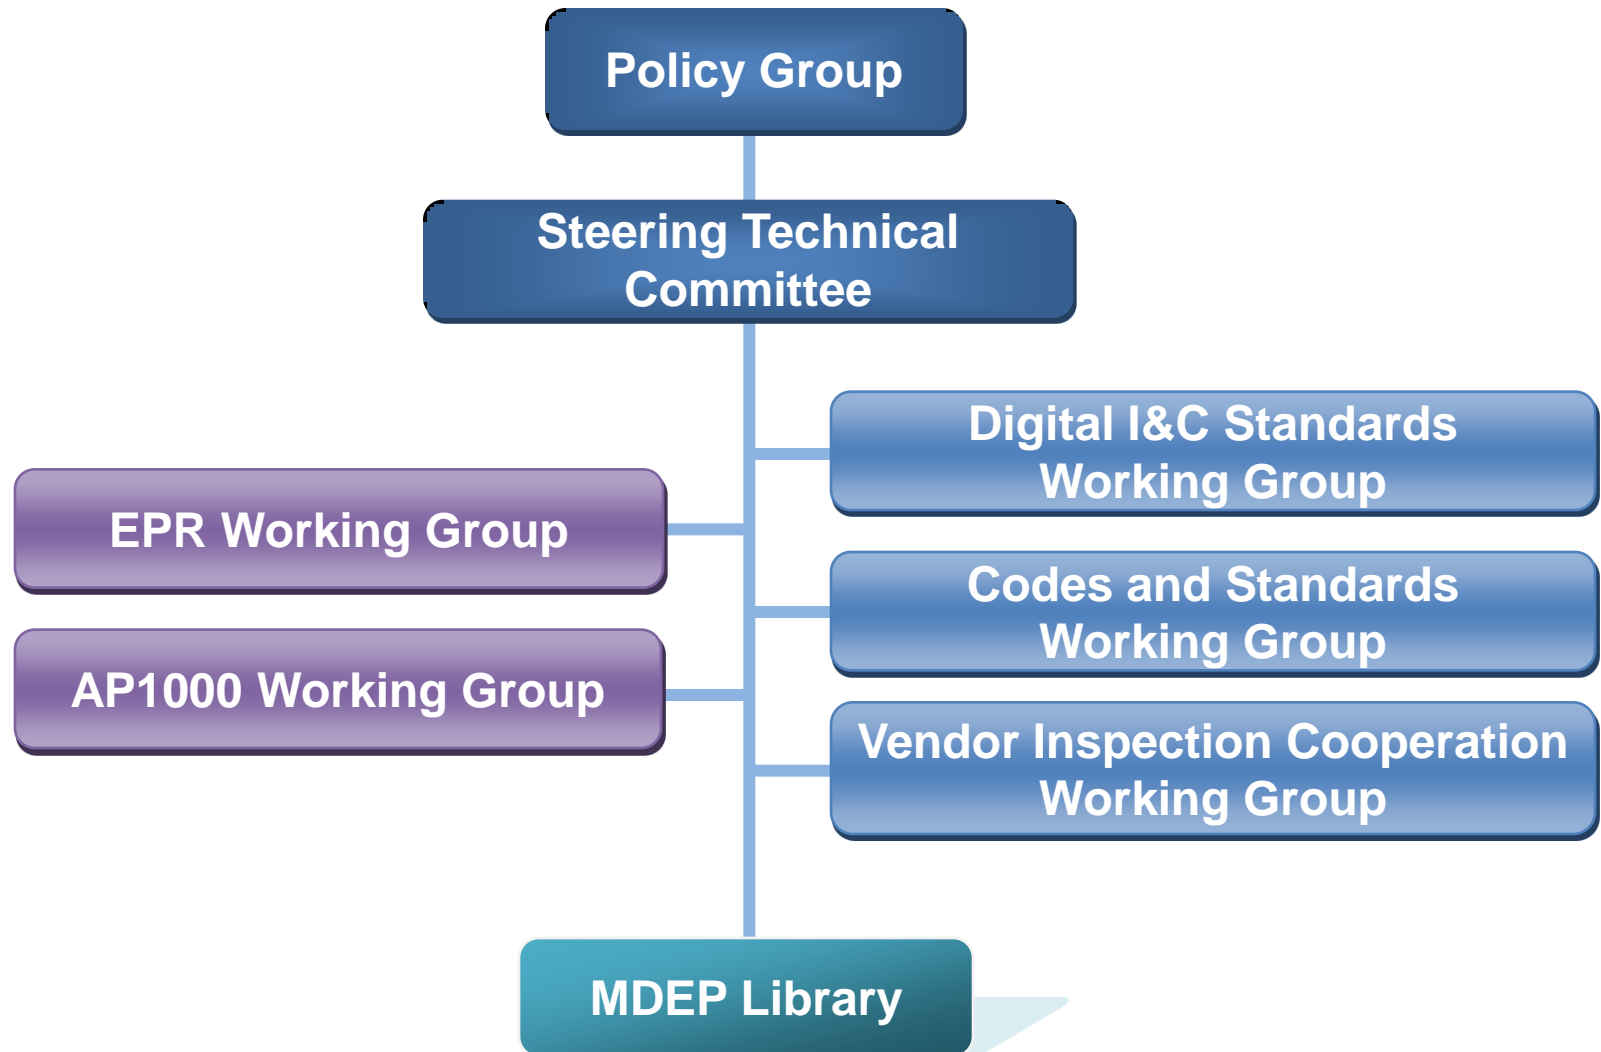 Policy Group
Steering Technical
Committee
Digital I&C Standards
Working Group
EPR Working Group
Codes and Standards
Working Group
AP1000 Working Group
Vendor Inspection Cooperation
Working Group
MDEP Library